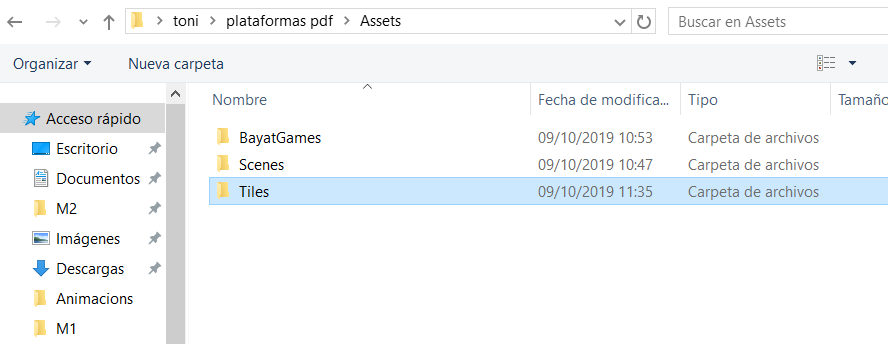 toni > plataformas pdf > Assets
Buscar en Assets
Organizar
Nueva carpeta
Nombre
Fecha de modifica...
Tipo
Tamaño
Acceso rápido
Escritorio
Documentos
M2
Imágenes
Descargas
Animacions
M1
BayatGames 09/10/2019 10:53 Carpeta de archivos
Scenes 09/10/2019 10:47 Carpeta de archivos
Tiles 09/10/2019 11:35 Carpeta de archivos